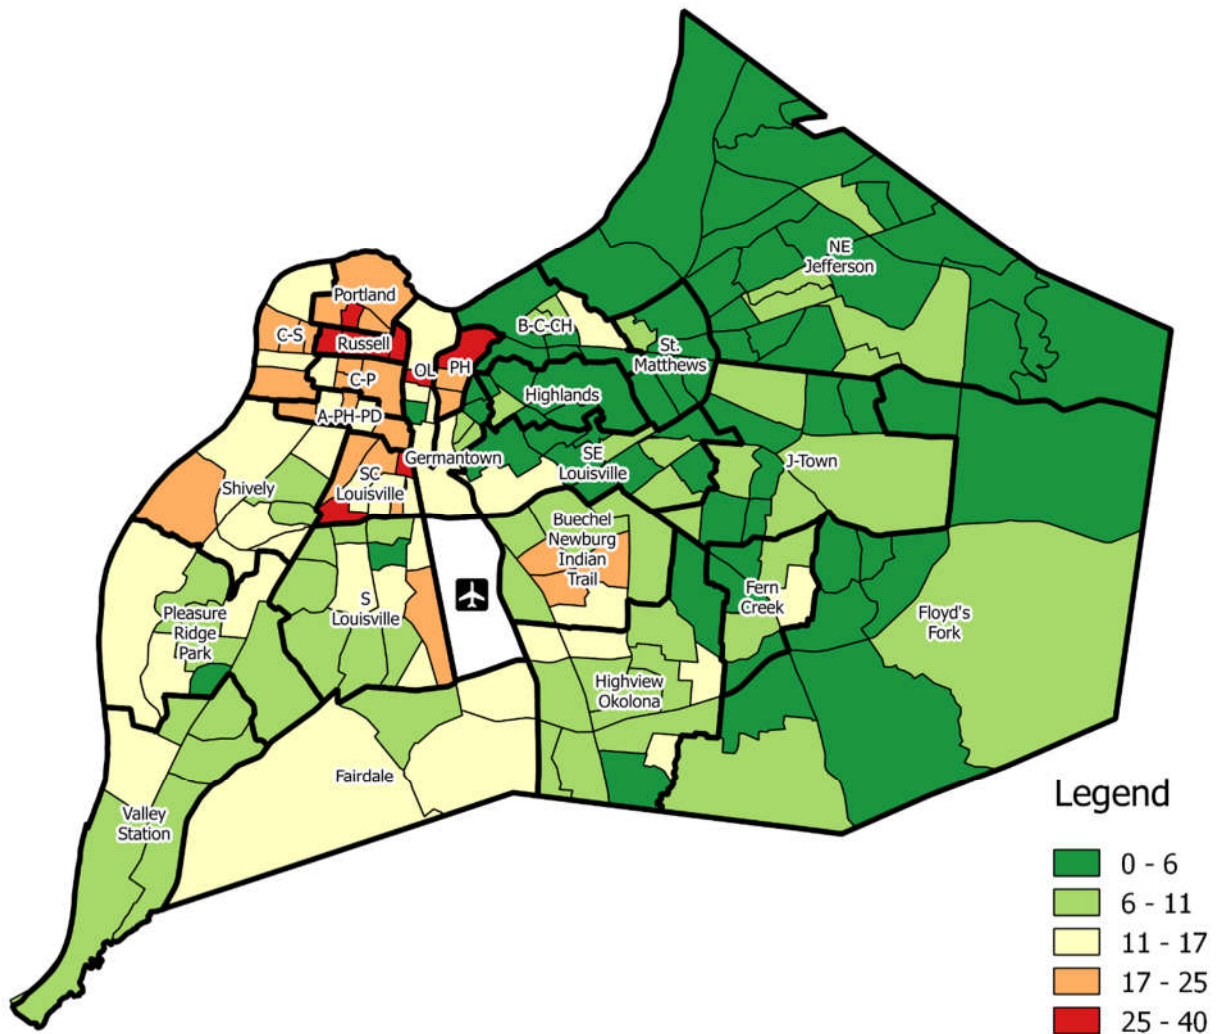 NE
Jefferson
Portland
C-S
Russell
B-C-CH
St.
Matthews
OL
PH
C-P
Highlands
A-PH-PD
Germantown
SE
Louisville
J-Town
SC
Louisville
Shively
Buechel
Newburg
Indian
Trail
Fern
Creek
Floyd's
Fork
S
Louisville
Pleasure
Ridge
Park
Highview
Okolona
Fairdale
Valley
Station
Legend
0 - 6
6 - 11
11 - 17
17 - 25
25 - 40